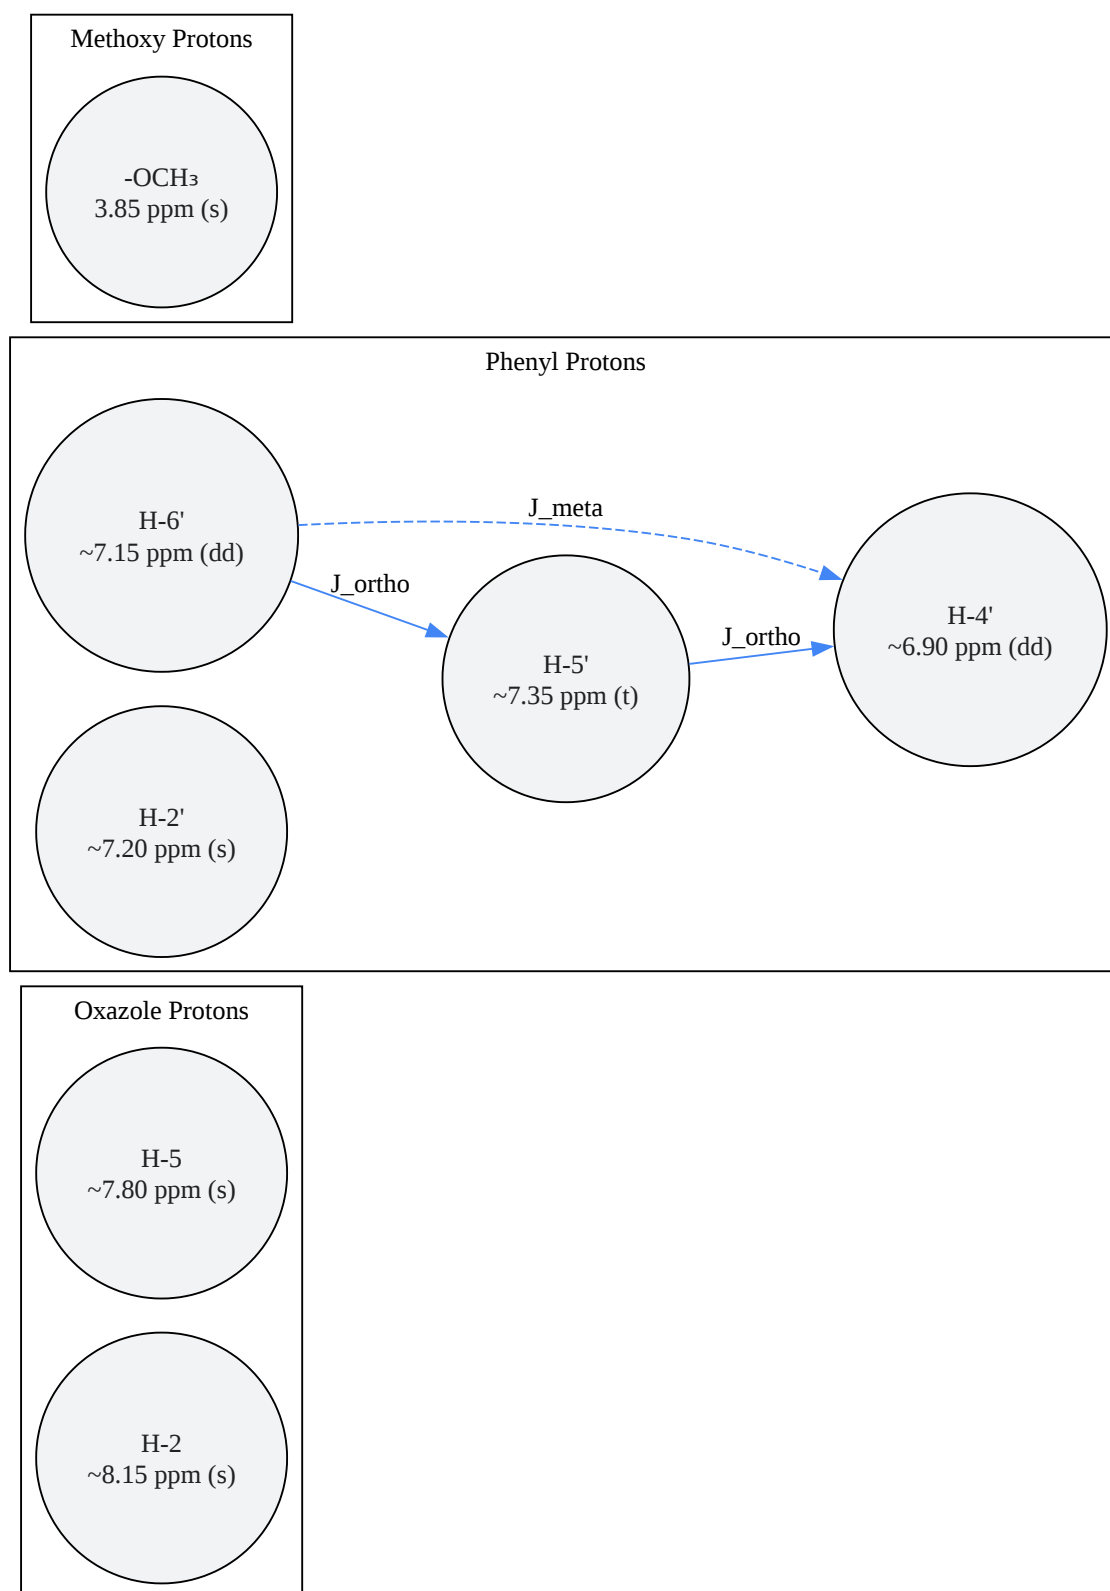 Methoxy Protons
-OCH₃
3.85 ppm (s)
Phenyl Protons
H-6'
~7.15 ppm (dd)
J_meta
J_ortho
H-5'
~7.35 ppm (t)
J_ortho
H-4'
~6.90 ppm (dd)
H-2'
~7.20 ppm (s)
Oxazole Protons
H-5
~7.80 ppm (s)
H-2
~8.15 ppm (s)